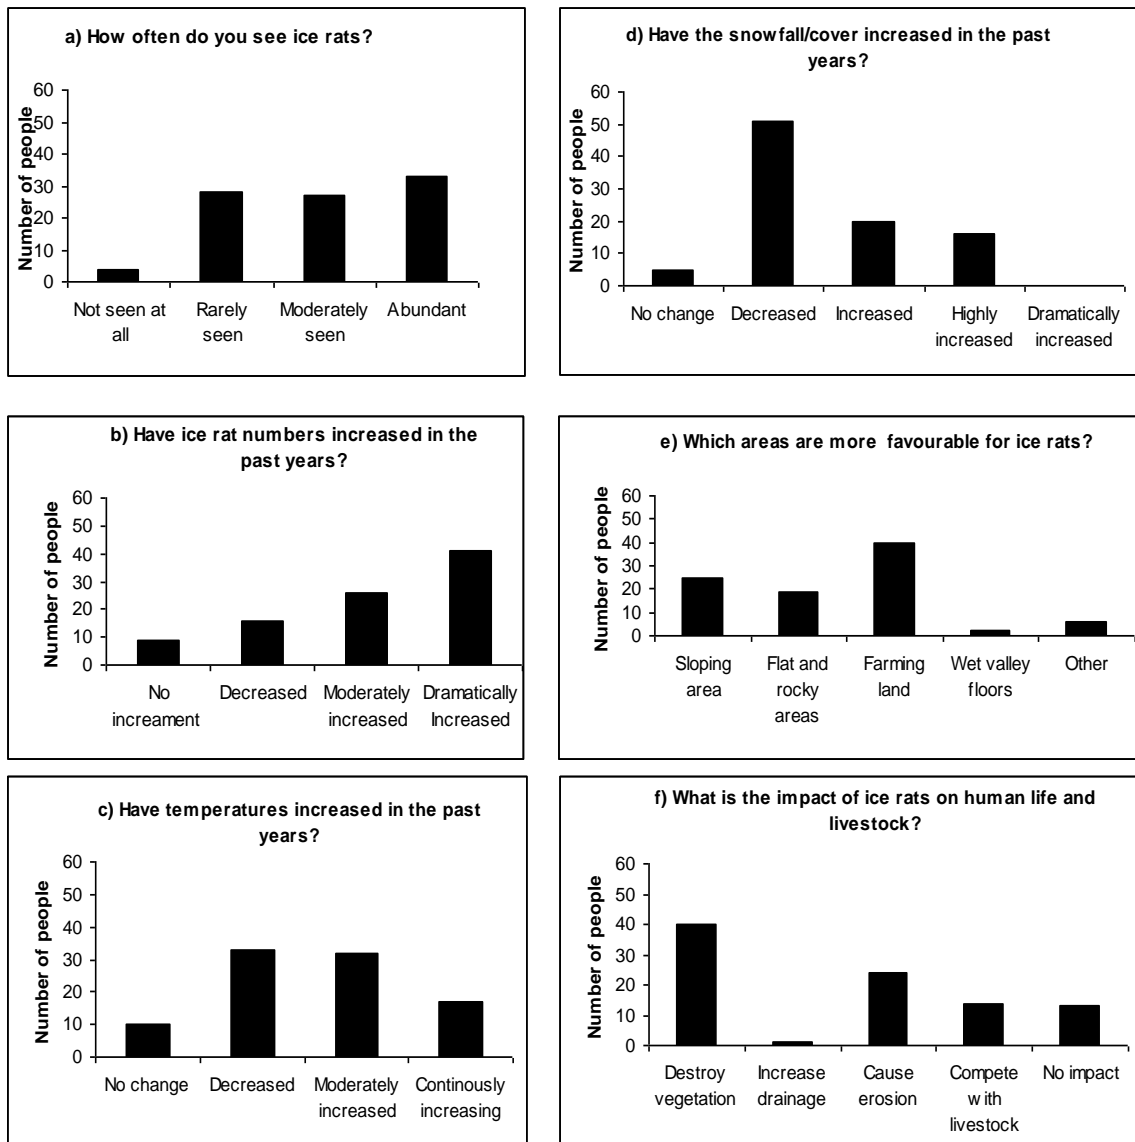 a) How often do you see ice rats?
Number of people
60
50
40
30
20
10
0
Not seen at
all
Rarely
seen
Moderately
seen
Abundant
b) Have ice rat numbers increased in the
past years?
Number of people
60
50
40
30
20
10
0
No
increament
Decreased
Moderately
increased
Dramatically
Increased
c) Have temperatures increased in the past
years?
Number of people
60
50
40
30
20
10
0
No change
Decreased
Moderately
increased
Continously
increasing
d) Have the snowfall/cover increased in the past
years?
Number of people
60
50
40
30
20
10
0
No change
Decreased
Increased
Highly
increased
Dramatically
increased
e) Which areas are more favourable for ice rats?
Number of people
60
50
40
30
20
10
0
Sloping
area
Flat and
rocky
areas
Farming
land
Wet valley
floors
Other
f) What is the impact of ice rats on human life and
livestock?
Number of people
60
50
40
30
20
10
0
Destroy
vegetation
Increase
drainage
Cause
erosion
Compete
with
livestock
No impact